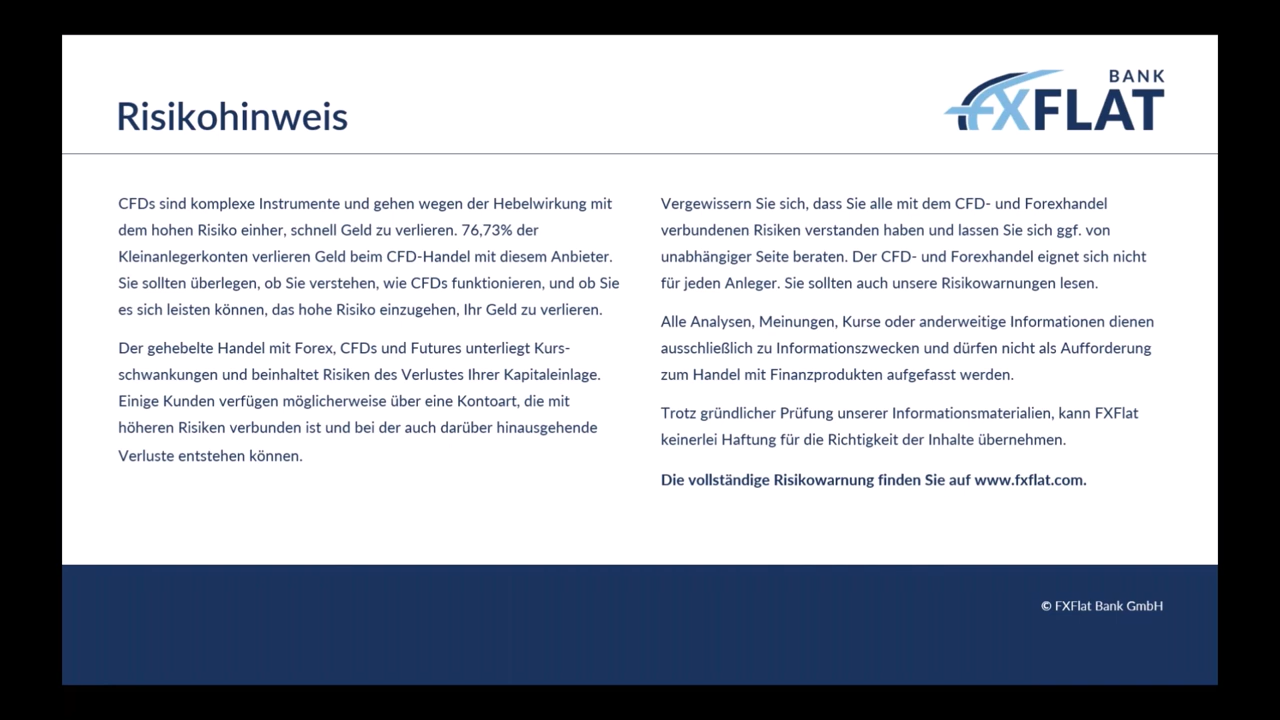 Risikohinweis
BANK
FXFLAT
CFDs sind komplexe Instrumente und gehen wegen der Hebelwirkung mit
dem hohen Risiko einher, schnell Geld zu verlieren. 76,73% der
Kleinanlegerkonten verlieren Geld beim CFD-Handel mit diesem Anbieter.
Sie sollten überlegen, ob Sie verstehen, wie CFDs funktionieren, und ob Sie
es sich leisten können, das hohe Risiko einzugehen, Ihr Geld zu verlieren.
Der gehebelte Handel mit Forex, CFDs und Futures unterliegt Kurs-
schwankungen und beinhaltet Risiken des Verlustes Ihrer Kapitaleinlage.
Einige Kunden verfügen möglicherweise über eine Kontoart, die mit
höheren Risiken verbunden ist und bei der auch darüber hinausgehende
Verluste entstehen können.
Vergewissern Sie sich, dass Sie alle mit dem CFD- und Forexhandel
verbundenen Risiken verstanden haben und lassen Sie sich ggf. von
unabhängiger Seite beraten. Der CFD- und Forexhandel eignet sich nicht
für jeden Anleger. Sie sollten auch unsere Risikowarnungen lesen.
Alle Analysen, Meinungen, Kurse oder anderweitige Informationen dienen
ausschließlich zu Informationszwecken und dürfen nicht als Aufforderung
zum Handel mit Finanzprodukten aufgefasst werden.
Trotz gründlicher Prüfung unserer Informationsmaterialien, kann FXFlat
keinerlei Haftung für die Richtigkeit der Inhalte übernehmen.
Die vollständige Risikowarnung finden Sie auf www.fxflat.com.
© FXFlat Bank GmbH